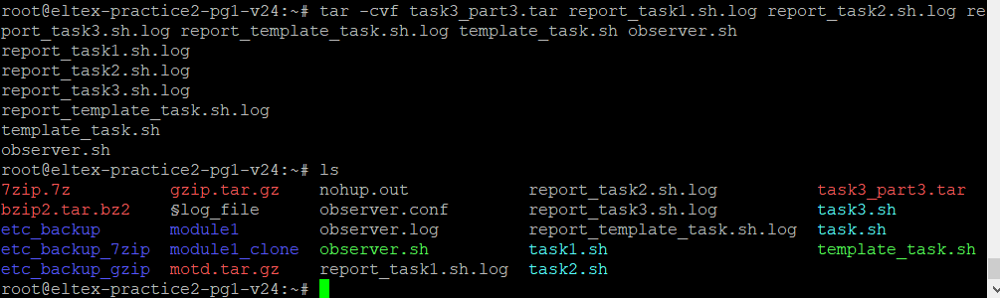 root@eltex-practice2-pg1-v24:~# tar -cvf task3_part3.tar report_task1.sh.log report_task2.sh.log re
port_task3.sh.log report_template_task.sh.log template_task.sh observer.sh
report_task1.sh.log
report_task2.sh.log
report_task3.sh.log
report_template_task.sh.log
template_task.sh
observer.sh
root@eltex-practice2-pg1-v24:~# ls
7zip.7z gzip.tar.gz nohup.out report_task2.sh.log task3_part3.tar
bzip2.tar.bz2 §log_file observer.conf report_task3.sh.log task3.sh
etc_backup module1 observer.log report_template_task.sh.log task.sh
etc_backup_7zip module1_clone observer.sh task1.sh template_task.sh
etc_backup_gzip motd.tar.gz report_task1.sh.log task2.sh
root@eltex-practice2-pg1-v24:~#